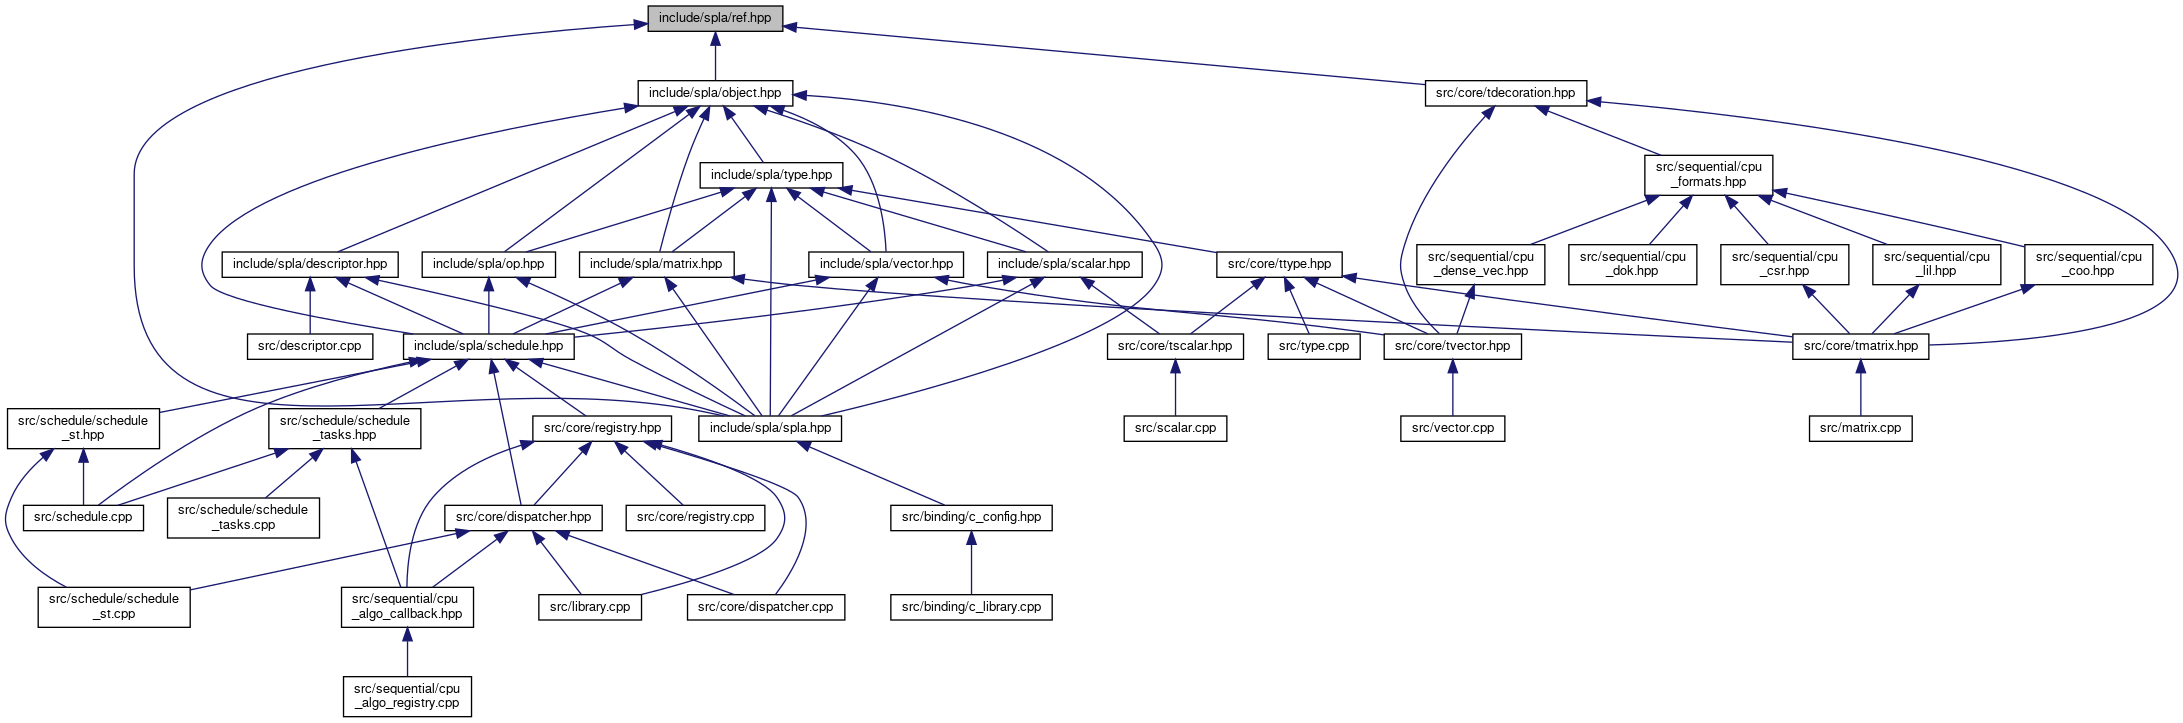 include/spla/ref.hpp
include/spla/object.hpp
src/core/tdecoration.hpp
include/spla/type.hpp
src/sequential/cpu
_formats.hpp
include/spla/descriptor.hpp
include/spla/op.hpp
include/spla/matrix.hpp
include/spla/vector.hpp
include/spla/scalar.hpp
src/core/ttype.hpp
src/sequential/cpu
_dense_vec.hpp
src/sequential/cpu
_dok.hpp
src/sequential/cpu
_csr.hpp
src/sequential/cpu
_lil.hpp
src/sequential/cpu
_coo.hpp
src/descriptor.cpp
include/spla/schedule.hpp
src/core/tscalar.hpp
src/type.cpp
src/core/tvector.hpp
src/core/tmatrix.hpp
src/schedule/schedule
_st.hpp
src/schedule/schedule
_tasks.hpp
src/core/registry.hpp
include/spla/spla.hpp
src/scalar.cpp
src/vector.cpp
src/matrix.cpp
src/schedule.cpp
src/schedule/schedule
_tasks.cpp
src/core/dispatcher.hpp
src/core/registry.cpp
src/binding/c_config.hpp
src/schedule/schedule
_st.cpp
src/sequential/cpu
_algo_callback.hpp
src/library.cpp
src/core/dispatcher.cpp
src/binding/c_library.cpp
src/sequential/cpu
_algo_registry.cpp